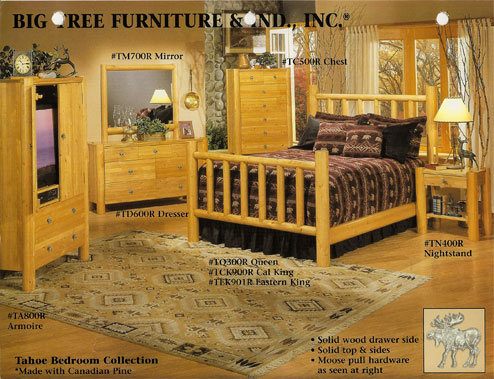 BIG TREE FURNITURE & IND., INC.®
#TM700R Mirror
#TC500R Chest
#TD600R Dresser
#TQ300R Queen
#TCK900R Cal King
#TEK901R Eastern King
#TN400R
Nightstand
#TA800R
Armoire
Tahoe Bedroom Collection
*Made with Canadian Pine
• Solid wood drawer side
• Solid top & sides
• Moose pull hardware
as seen at right